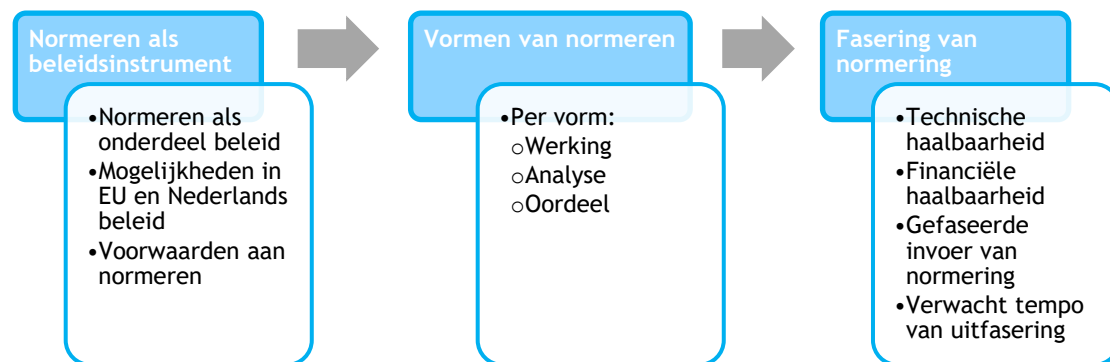 Normeren als
beleidsinstrument
•Normeren als
onderdeel beleid
•Mogelijkheden in
EU en Nederlands
beleid
•Voorwaarden aan
normeren
Vormen van normeren
•Per vorm:
oWerking
oAnalyse
oOordeel
Fasering van
normering
•Technische
haalbaarheid
•Financiële
haalbaarheid
•Gefaseerde
invoer van
normering
•Verwacht tempo
van uitfasering